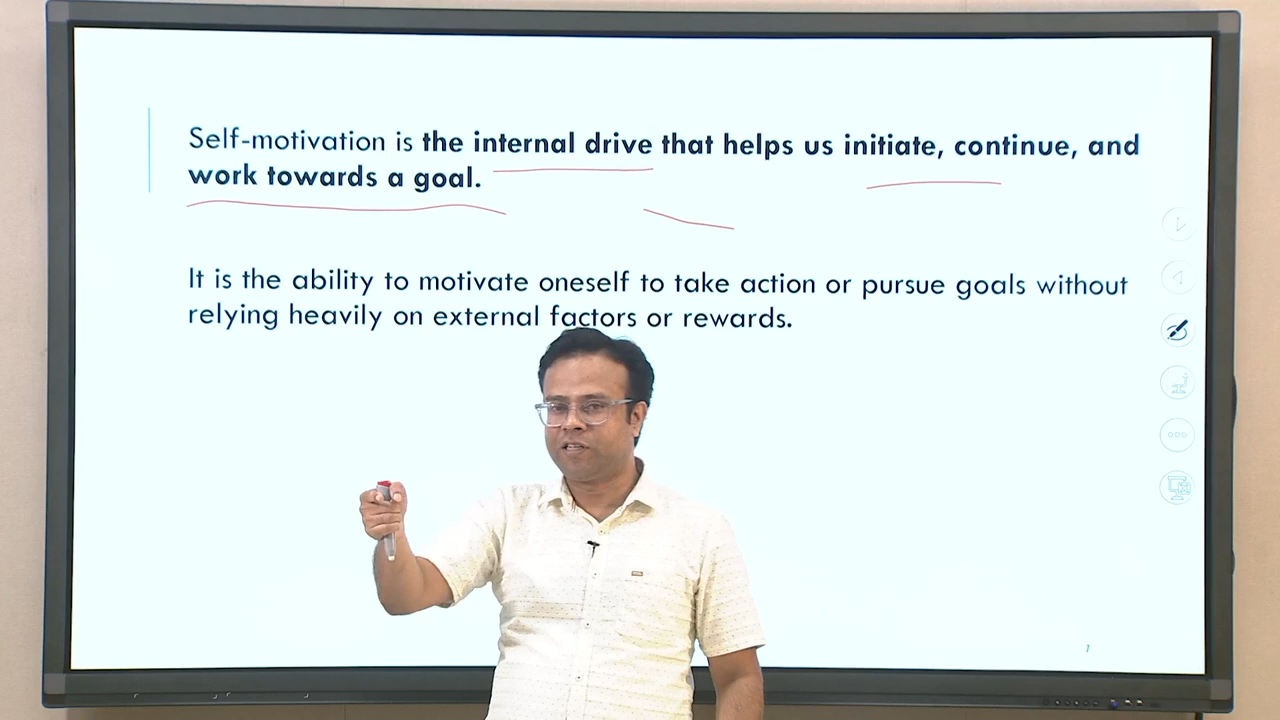 Self-motivation is the internal drive that helps us initiate, continue, and
work towards a goal.
It is the ability to motivate oneself to take action or pursue goals without
relying heavily on external factors or rewards.
7